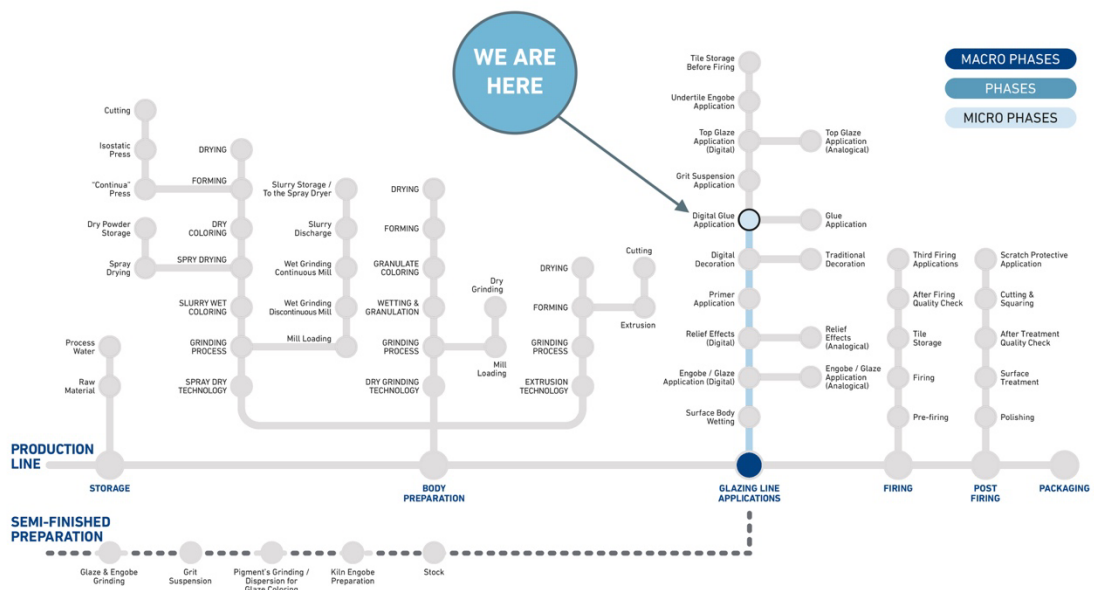 WE ARE
HERE
MACRO PHASES
PHASES
MICRO PHASES
Cutting
Isostatic
Press
"Continua"
Press
Dry Powder
Storage
Spray
Drying
Process
Water
Raw
Material
DRYING
FORMING
DRY
COLORING
SPRY DRYING
SLURRY WET
COLORING
GRINDING
PROCESS
SPRAY DRY
TECHNOLOGY
Slurry Storage /
To the Spray Dryer
Slurry
Discharge
Wet Grinding
Continuous Mill
Wet Grinding
Discontinuous Mill
Mill Loading
DRYING
FORMING
GRANULATE
COLORING
WETTING &
GRANULATION
GRINDING
PROCESS
DRY GRINDING
TECHNOLOGY
Dry
Grinding
Mill
Loading
DRYING
FORMING
GRINDING
PROCESS
EXTRUSION
TECHNOLOGY
Cutting
Extrusion
Tile Storage
Before Firing
Undertile Engobe
Application
Top Glaze
Application
(Digital)
Top Glaze
Application
(Analogical)
Grit Suspension
Application
Digital Glue
Application
Glue
Application
Digital
Decoration
Traditional
Decoration
Primer
Application
Relief Effects
(Digital)
Relief
Effects
(Analogical)
Engobe / Glaze
Application (Digital)
Engobe / Glaze
Application
(Analogical)
Surface Body
Wetting
Third Firing
Applications
After Firing
Quality Check
Tile
Storage
Firing
Pre-firing
Scratch Protective
Application
Cutting &
Squaring
After Treatment
Quality Check
Surface
Treatment
Polishing
PRODUCTION
LINE
STORAGE
BODY
PREPARATION
GLAZING LINE
APPLICATIONS
FIRING
POST
FIRING
PACKAGING
SEMI-FINISHED
PREPARATION
Glaze & Engobe
Grinding
Grit
Suspension
Pigment's Grinding /
Dispersion for
Glaze Coloring
Kiln Engobe
Preparation
Stock